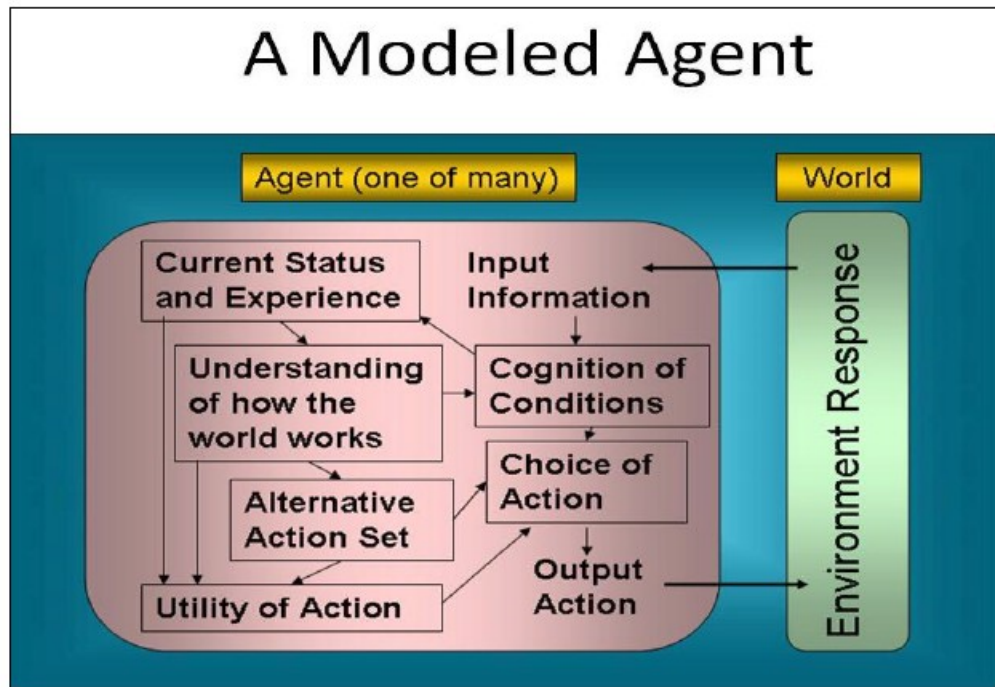 A Modeled Agent
Agent (one of many)
World
Current Status
and Experience
Input
Information
Understanding
of how the
world works
Cognition of
Conditions
Alternative
Action Set
Choice of
Action
Utility of Action
Output
Action
Environment Response